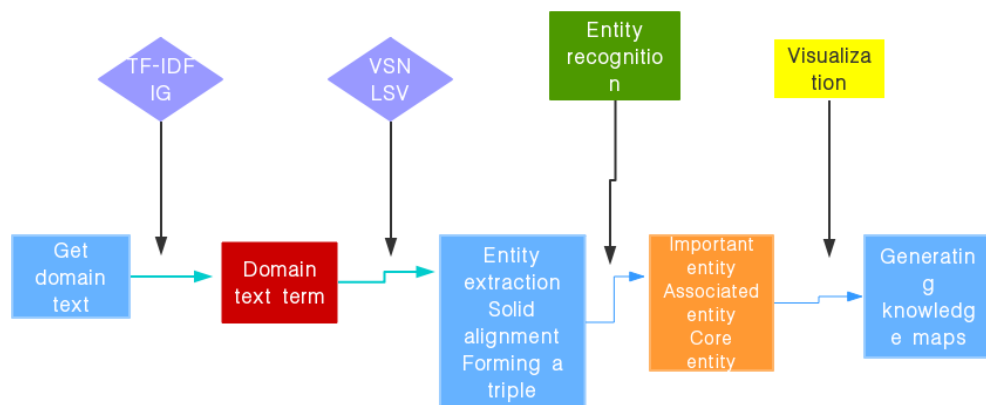 TF-IDF
IG
VSN
LSV
Entity
recognitio
n
Visualiza
tion
Get
domain
text
Domain
text term
Entity
extraction
Solid
alignment
Forming a
triple
Important
entity
Associated
entity
Core
entity
Generatin
g
knowledg
e maps